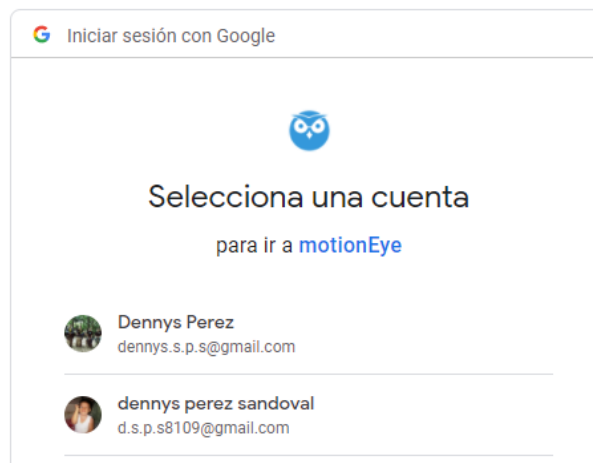 Iniciar sesión con Google
Selecciona una cuenta
para ir a motionEye
Dennys Perez
dennys.s.p.s@gmail.com
dennys perez sandoval
d.s.p.s8109@gmail.com